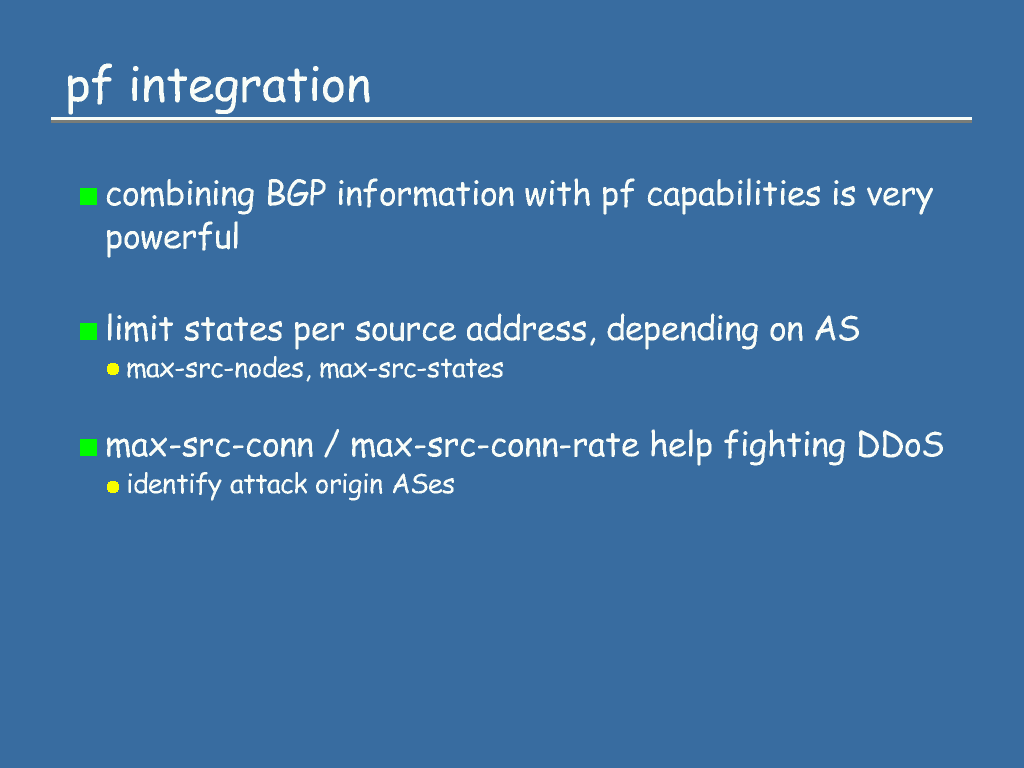 pf integration
combining BGP information with pf capabilities is very
powerful
limit states per source address, depending on AS
max-src-nodes, max-src-states
max-src-conn / max-src-conn-rate help fighting DDoS
identify attack origin ASes